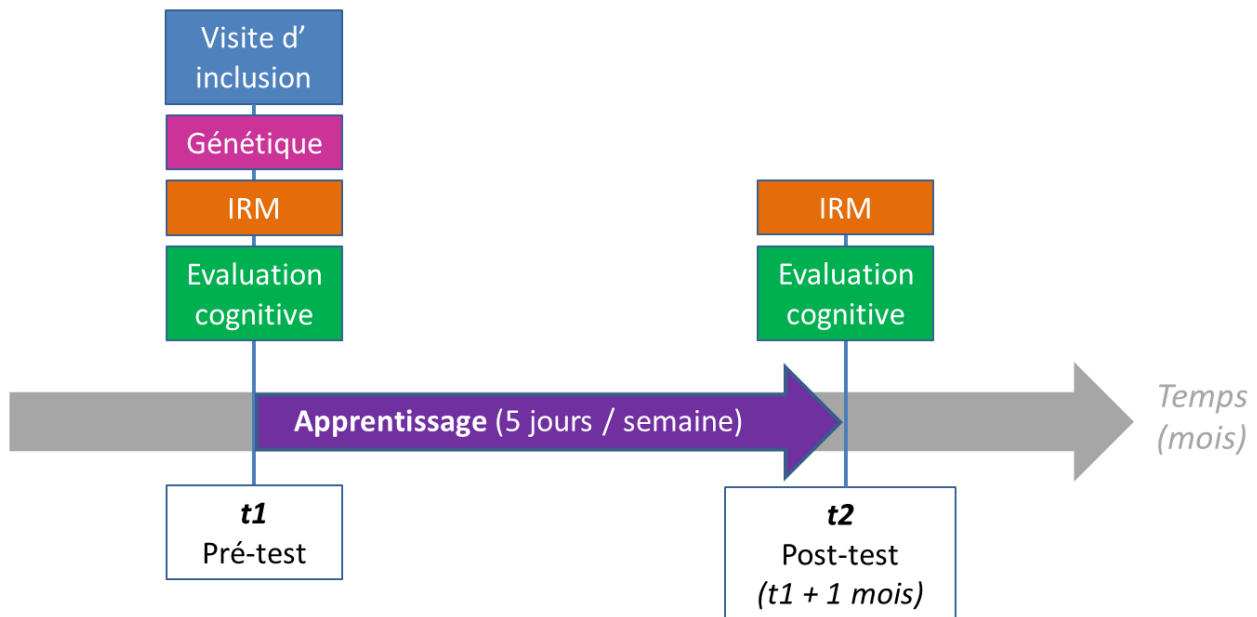 Visite d’
inclusion
Génétique
IRM
Evaluation
cognitive
IRM
Evaluation
cognitive
Apprentissage (5 jours / semaine)
Temps
(mois)
t1
Pré-test
t2
Post-test
(t1 + 1 mois)